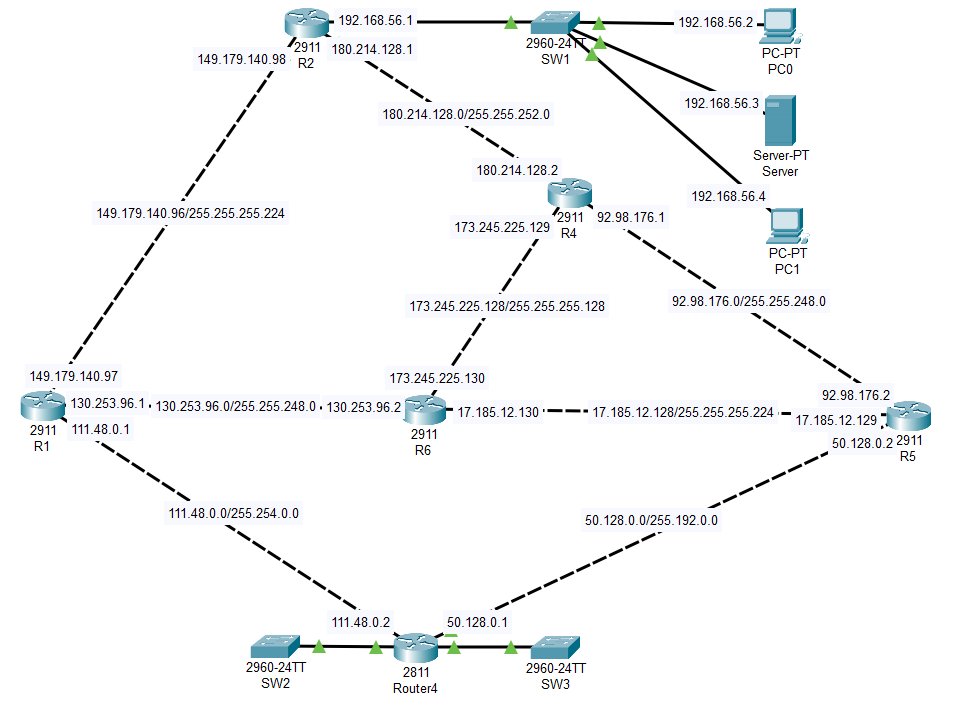 192.168.56.1
2911
R2
180.214.128.1
149.179.140.98
2960-24TT
SW1
192.168.56.2
PC-PT
PC0
192.168.56.3
Server-PT
Server
192.168.56.4
PC-PT
PC1
180.214.128.0/255.255.252.0
180.214.128.2
2911
R4
92.98.176.1
173.245.225.129
149.179.140.96/255.255.255.224
173.245.225.128/255.255.255.128
92.98.176.0/255.255.248.0
149.179.140.97
173.245.225.130
92.98.176.2
130.253.96.1
130.253.96.0/255.255.248.0
130.253.96.2
17.185.12.130
17.185.12.128/255.255.255.224
17.185.12.129
2911
R1
111.48.0.1
2911
R6
50.128.0.2
2911
R5
111.48.0.0/255.254.0.0
50.128.0.0/255.192.0.0
111.48.0.2
50.128.0.1
2960-24TT
SW2
2811
Router4
2960-24TT
SW3